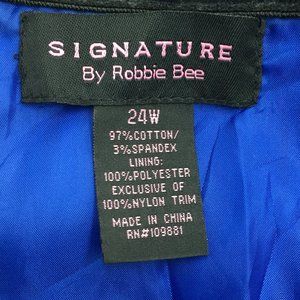 SIGNATURE
By Robbie Bee
24W
97%COTTON/
3%SPANDEX
LINING:
100%POLYESTER
EXCLUSIVE OF
100%NYLON TRIM
MADE IN CHINA
RN#109881